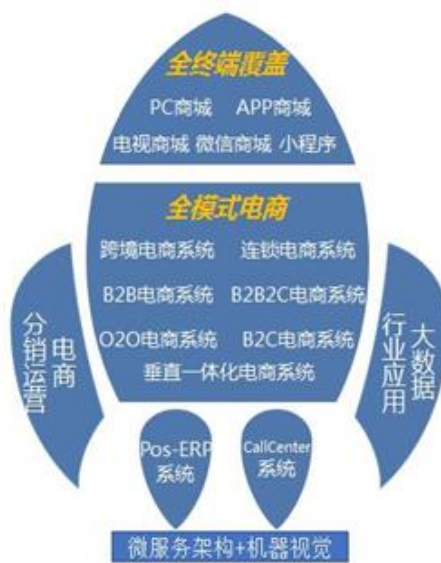 全终端覆盖
PC商城 APP商城
电视商城 微信商城 小程序
全模式电商
跨境电商系统 连锁电商系统
B2B电商系统 B2B2C电商系统
O2O电商系统 B2C电商系统
垂直一体化电商系统
电商
分销运营
大数据
行业应用
Pos-ERP
系统
CallCenter
系统
微服务架构+机器视觉